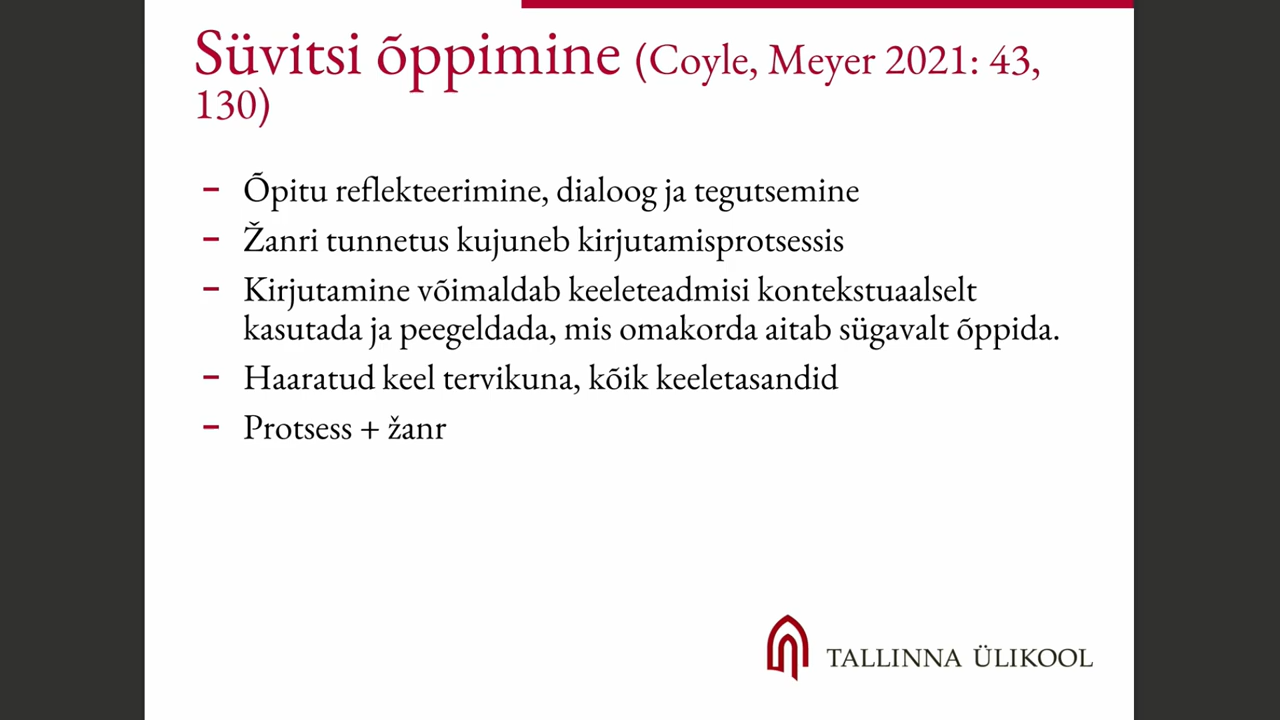 Süvitsi õppimine (Coyle, Meyer 2021: 43,
130)
– Õpitu reflekteerimine, dialoog ja tegutsemine
– Žanri tunnetus kujuneb kirjutamisprotsessis
– Kirjutamine võimaldab keeleteadmisi kontekstuaalselt
kasutada ja peegeldada, mis omakorda aitab sügavalt õppida.
– Haaratud keel tervikuna, kõik keeletasandid
– Protsess + žanr
TALLINNA ÜLIKOOL